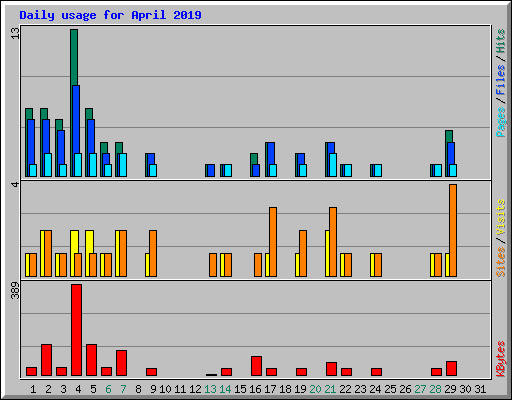 Daily usage for April 2019
13
Pages / Files / Hits
4
Sites / Visits
389
KBytes
1 2 3 4 5 6 7 8 9 10 11 12 13 14 15 16 17 18 19 20 21 22 23 24 25 26 27 28 29 30 31